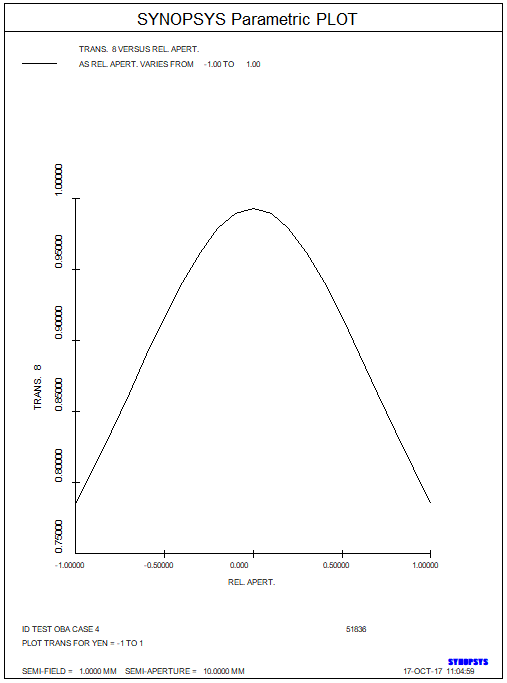 SYNOPSYS Parametric PLOT
TRANS. 8 VERSUS REL. APERT.
AS REL. APERT. VARIES FROM -1.00 TO 1.00
1.00000
0.95000
0.90000
0.85000
0.80000
0.75000
TRANS. 8
-1.00000 -0.50000 0.000 0.50000 1.00000
REL. APERT.
ID TEST OBA CASE 4 51836
PLOT TRANS FOR YEN = -1 TO 1
SYNOPSYS
SEMI-FIELD = 1.0000 MM SEMI-APERTURE = 10.0000 MM 17-OCT-17 11:04:59